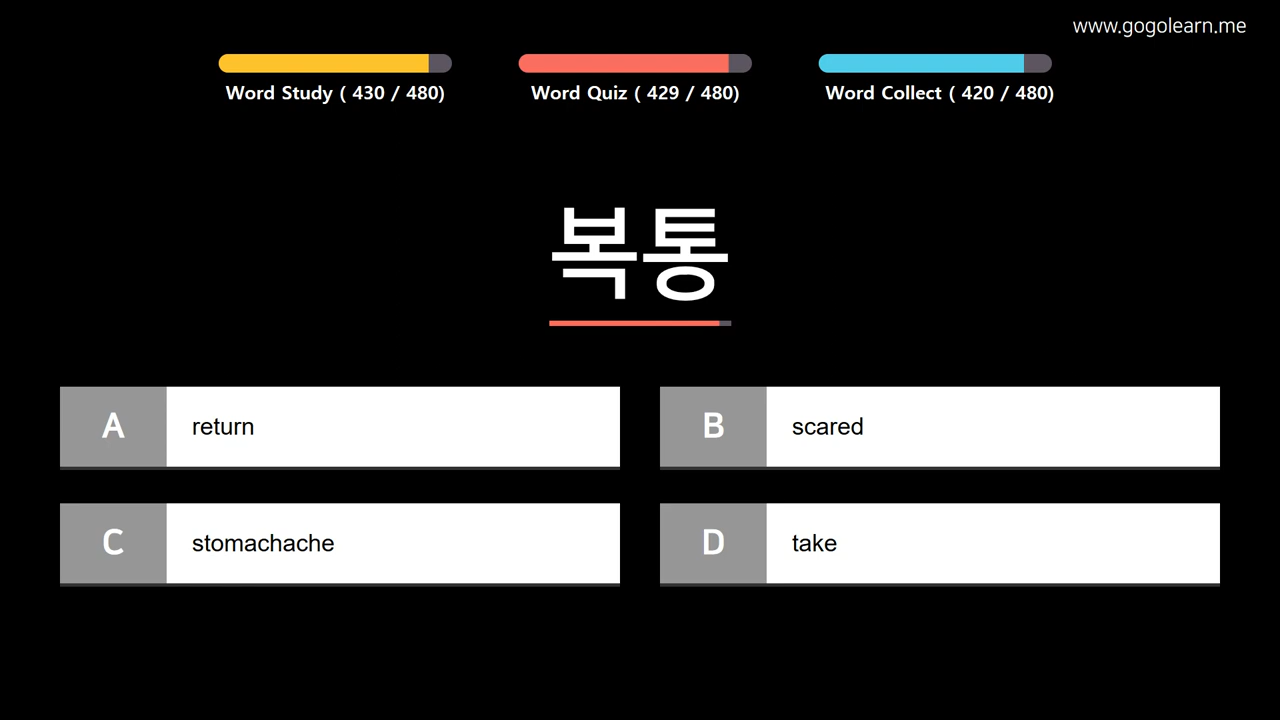 www.gogolearn.me
Word Study ( 430 / 480)
Word Quiz ( 429 / 480)
Word Collect ( 420 / 480)
복통
A
return
B
scared
C
stomachache
D
take